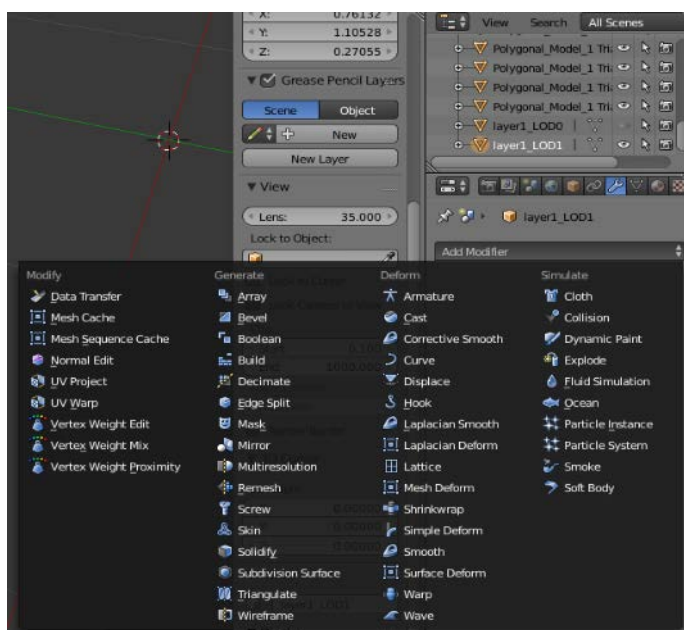 X: 0.76132
Y: 1.10528
Z: 0.27055
Grease Pencil Layers
Scene Object
New
New Layer
View
Lens: 35.000
Lock to Object:
View Search All Scenes
Polygonal_Model_1 Tri
Polygonal_Model_1 Tri
Polygonal_Model_1 Tri
Polygonal_Model_1 Tri
layer1_LOD0
layer1_LOD1
layer1_LOD1
Add Modifier
Modify
Data Transfer
Mesh Cache
Mesh Sequence Cache
Normal Edit
UV Project
UV Warp
Vertex Weight Edit
Vertex Weight Mix
Vertex Weight Proximity
Generate
Array
Bevel
Boolean
Build
Decimate
Edge Split
Mask
Mirror
Multiresolution
Remesh
Screw
Skin
Solidify
Subdivision Surface
Triangulate
Wireframe
Deform
Armature
Cast
Corrective Smooth
Curve
Displace
Hook
Laplacian Smooth
Laplacian Deform
Lattice
Mesh Deform
Shrinkwrap
Simple Deform
Smooth
Surface Deform
Warp
Wave
Simulate
Cloth
Collision
Dynamic Paint
Explode
Fluid Simulation
Ocean
Particle Instance
Particle System
Smoke
Soft Body